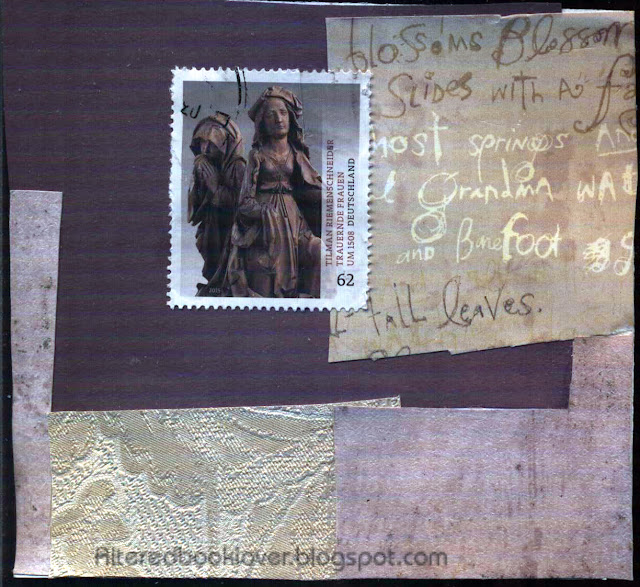 blossoms Blossom
Slides with A
most springs AN
Grandma WA
and Barefoot
fall leaves.
TILMAN RIEMENSCHNEIDER
TRAUERNDE FRAUEN
UM 1508 DEUTSCHLAND
62
Alteredbooklover.blogspot.com